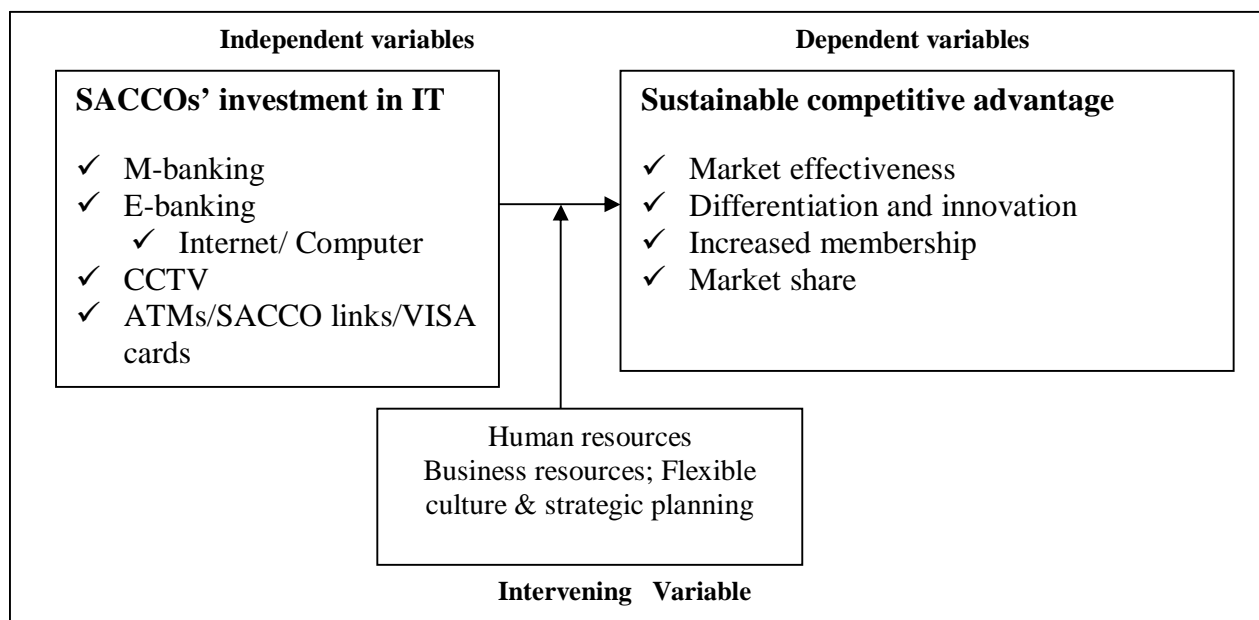 Independent variables
Dependent variables
SACCOs’ investment in IT
✓ M-banking
✓ E-banking
✓ Internet/ Computer
✓ CCTV
✓ ATMs/SACCO links/VISA
cards
Sustainable competitive advantage
✓ Market effectiveness
✓ Differentiation and innovation
✓ Increased membership
✓ Market share
Human resources
Business resources; Flexible
culture & strategic planning
Intervening Variable